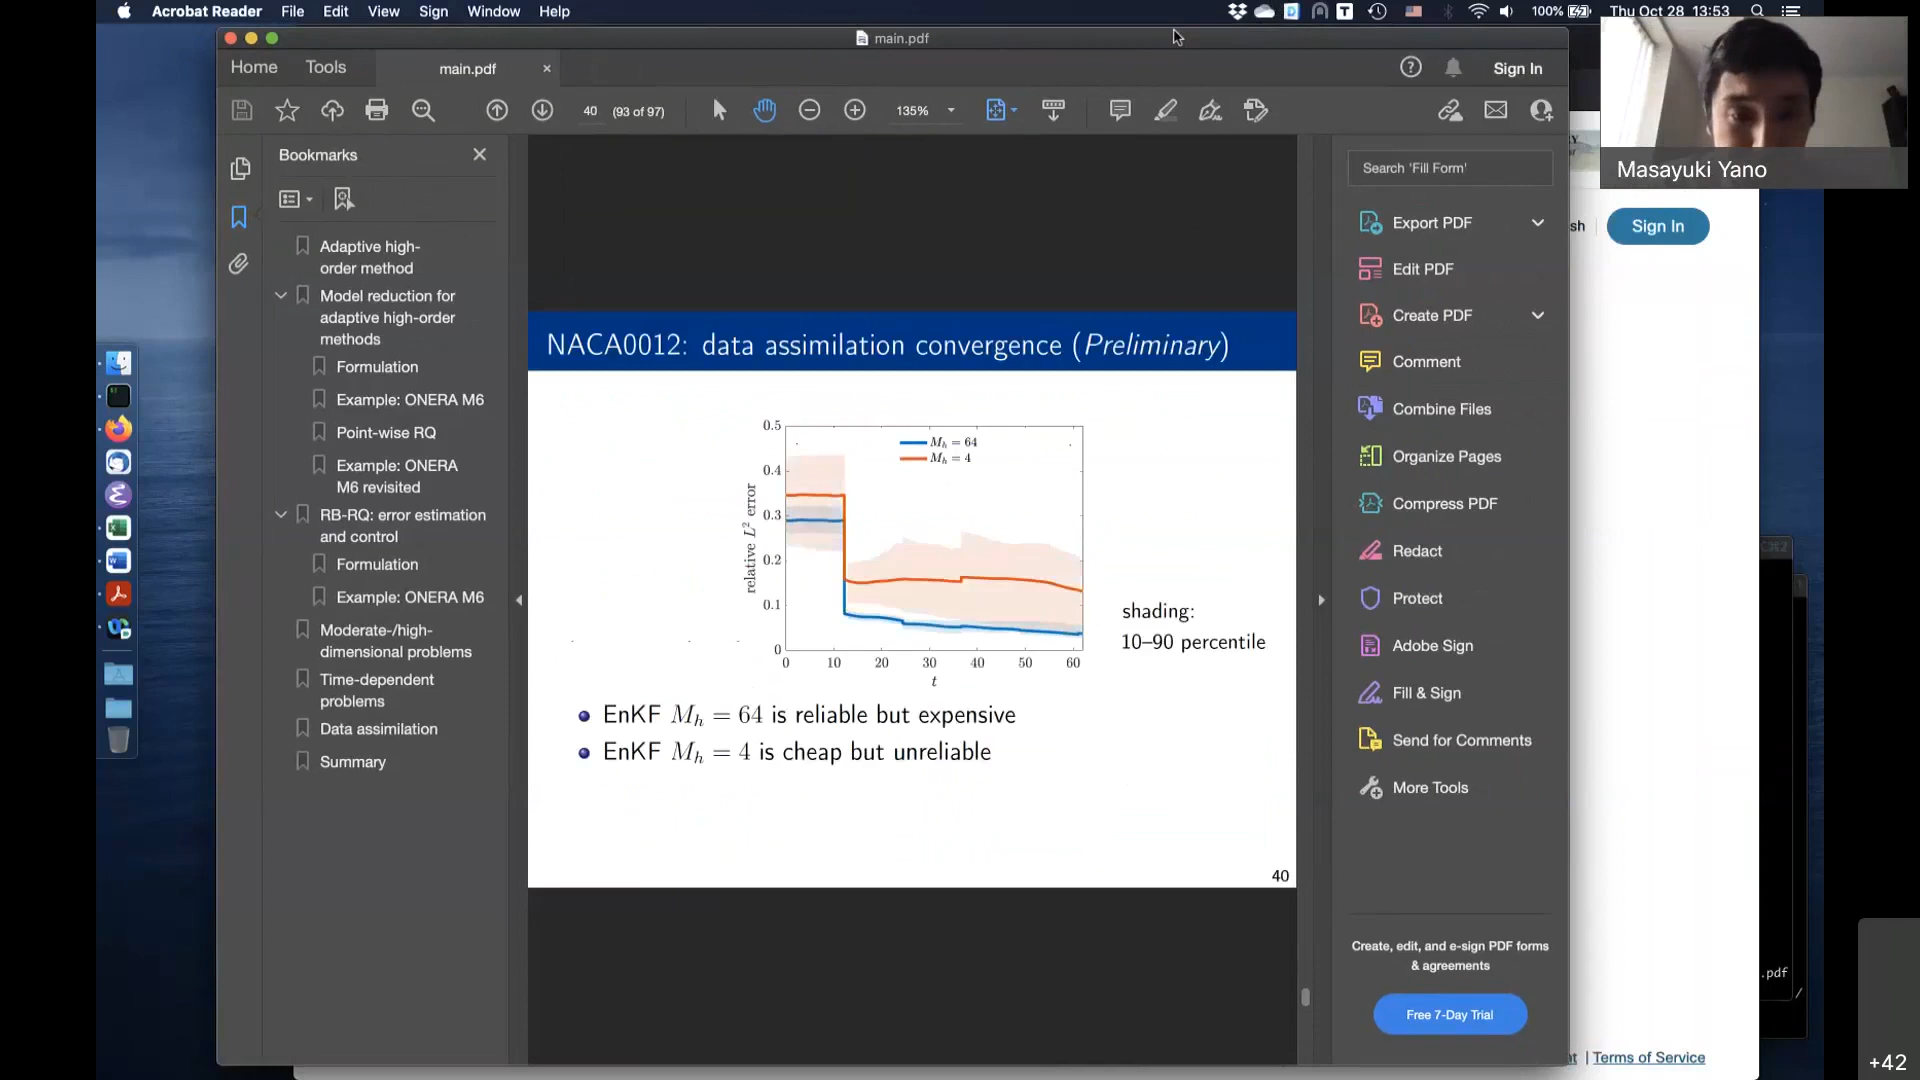 Acrobat Reader File Edit View Sign Window Help
100% Thu Oct 28 13:53
main.pdf
Home Tools main.pdf Sign In
40 (93 of 97) 135%
Bookmarks
Adaptive high-
order method
Model reduction for
adaptive high-order
methods
Formulation
Example: ONERA M6
Point-wise RQ
Example: ONERA
M6 revisited
RB-RQ: error estimation
and control
Formulation
Example: ONERA M6
Moderate-/high-
dimensional problems
Time-dependent
problems
Data assimilation
Summary
NACA0012: data assimilation convergence (Preliminary)
0.5
0.4
0.3
0.2
0.1
0
relative L² error
M_h = 64
M_h = 4
0 10 20 30 40 50 60
t
shading:
10–90 percentile
EnKF M_h = 64 is reliable but expensive
EnKF M_h = 4 is cheap but unreliable
40
Search 'Fill Form'
Export PDF
Edit PDF
Create PDF
Comment
Combine Files
Organize Pages
Compress PDF
Redact
Protect
Adobe Sign
Fill & Sign
Send for Comments
More Tools
Create, edit, and e-sign PDF forms
& agreements
Free 7-Day Trial
Masayuki Yano
sh Sign In
⌘2
.pdf
| Terms of Service
+42